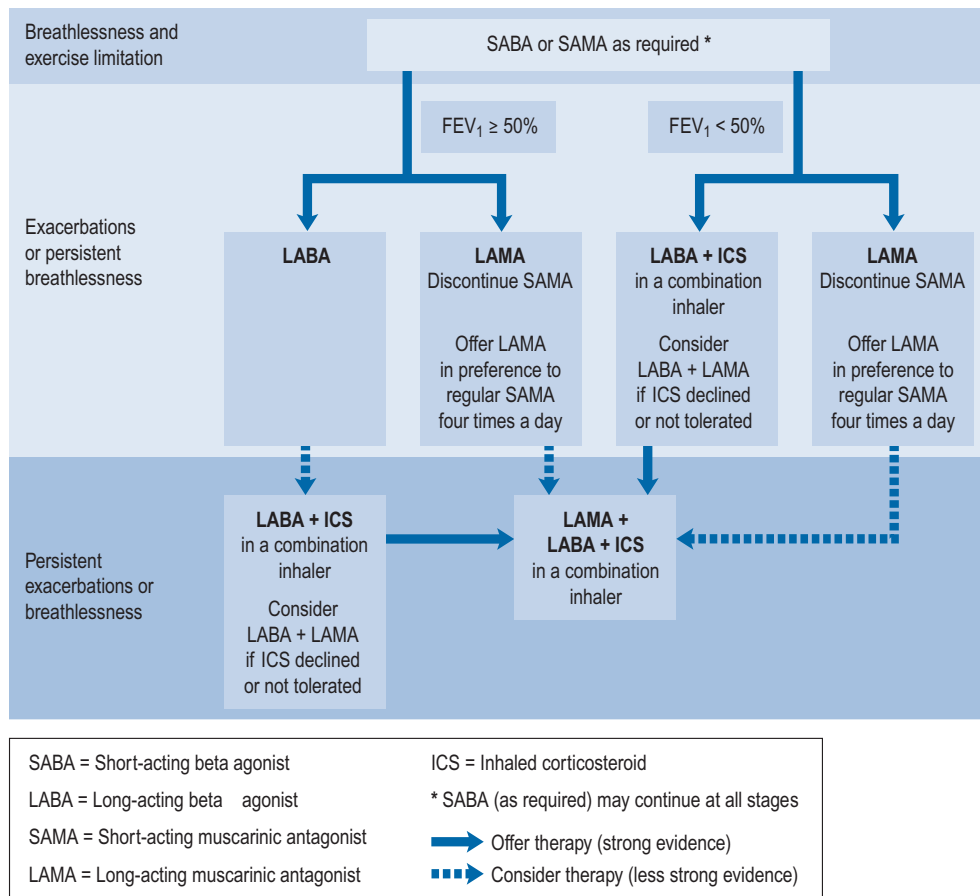 Breathlessness and
exercise limitation
SABA or SAMA as required *
FEV1 ≥ 50%
FEV1 < 50%
Exacerbations
or persistent
breathlessness
LABA
LAMA
Discontinue SAMA
Offer LAMA
in preference to
regular SAMA
four times a day
LABA + ICS
in a combination
inhaler
Consider
LABA + LAMA
if ICS declined
or not tolerated
LAMA
Discontinue SAMA
Offer LAMA
in preference to
regular SAMA
four times a day
Persistent
exacerbations or
breathlessness
LABA + ICS
in a combination
inhaler
Consider
LABA + LAMA
if ICS declined
or not tolerated
LAMA +
LABA + ICS
in a combination
inhaler
SABA = Short-acting beta agonist
LABA = Long-acting beta agonist
SAMA = Short-acting muscarinic antagonist
LAMA = Long-acting muscarinic antagonist
ICS = Inhaled corticosteroid
* SABA (as required) may continue at all stages
Offer therapy (strong evidence)
Consider therapy (less strong evidence)